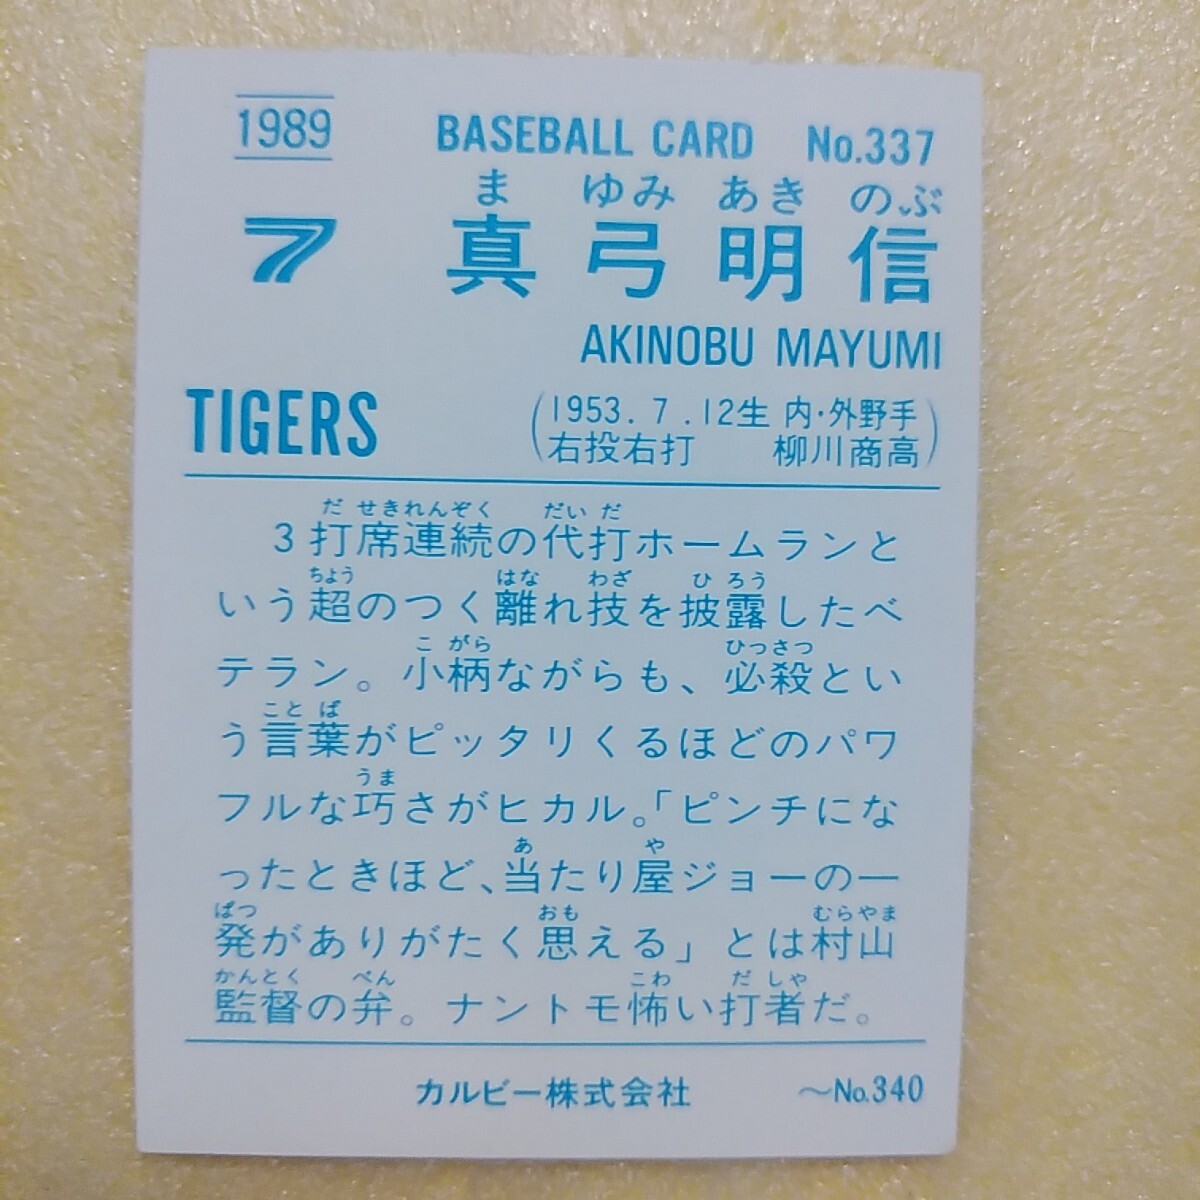 1989
BASEBALL CARD No.337
ま ゆみ あき のぶ
7 真弓明信
AKINOBU MAYUMI
TIGERS
(1953.7.12生 内・外野手
右投右打 柳川商高)
だ せきれんぞく だい だ
3打席連続の代打ホームランと
ちょう はな わざ ひ ろう
いう超のつく離れ技を披露したベ
こ がら ひっさつ
テラン。小柄ながらも、必殺とい
こと ば
う言葉がピッタリくるほどのパワ
うま
フルな巧さがヒカル。「ピンチにな
あ や
ったときほど、当たり屋ジョーの一
ぱつ おも むらやま
発がありがたく思える」とは村山
かんとく べん こわ だ しゃ
監督の弁。ナントモ怖い打者だ。
カルビー株式会社 〜No.340